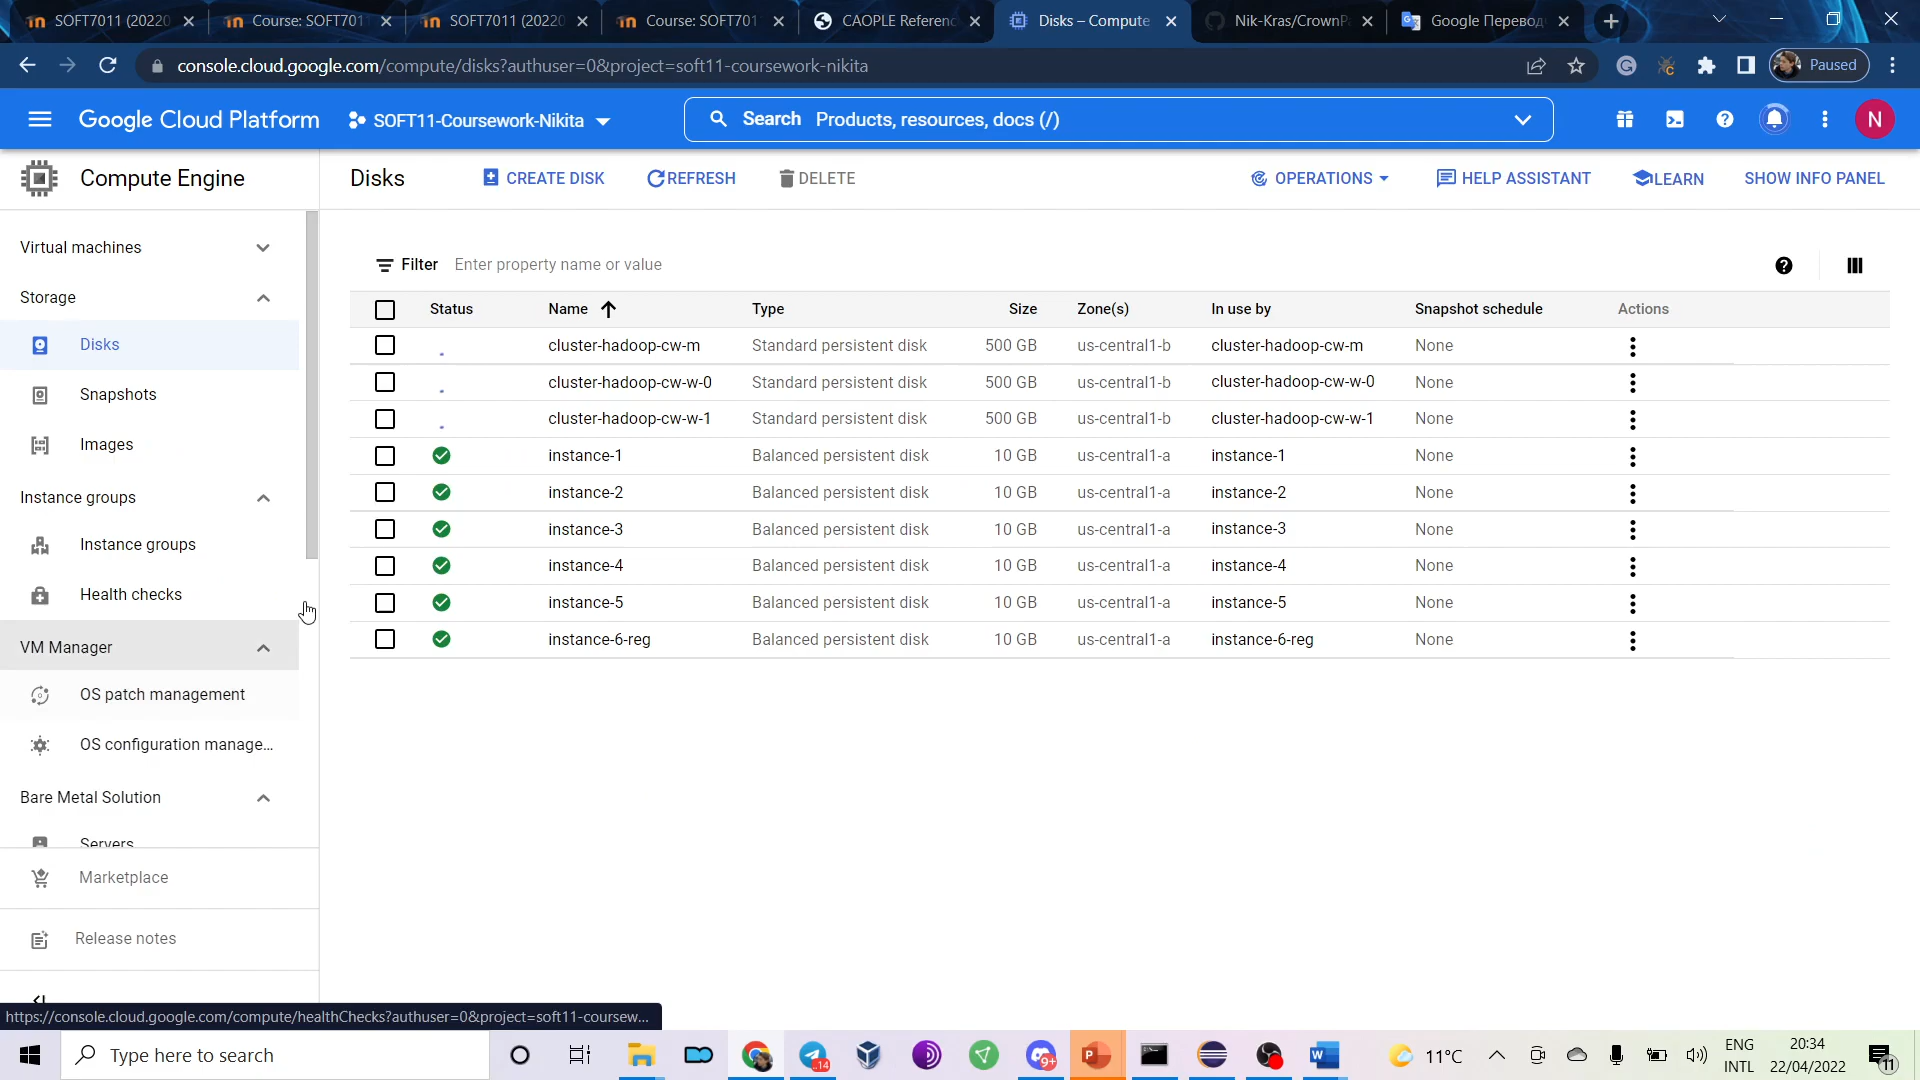 SOFT7011 (20220
Course: SOFT701
SOFT7011 (20220
Course: SOFT701
CAOPLE Referenc
Disks – Compute
Nik-Kras/CrownP
Google Перевод
console.cloud.google.com/compute/disks?authuser=0&project=soft11-coursework-nikita
Paused
Google Cloud Platform
SOFT11-Coursework-Nikita
Search Products, resources, docs (/)
N
Compute Engine
Disks
CREATE DISK
REFRESH
DELETE
OPERATIONS
HELP ASSISTANT
LEARN
SHOW INFO PANEL
Virtual machines
Storage
Disks
Snapshots
Images
Instance groups
Instance groups
Health checks
VM Manager
OS patch management
OS configuration manage...
Bare Metal Solution
Servers
Marketplace
Release notes
Filter Enter property name or value
Status Name Type Size Zone(s) In use by Snapshot schedule Actions
cluster-hadoop-cw-m Standard persistent disk 500 GB us-central1-b cluster-hadoop-cw-m None
cluster-hadoop-cw-w-0 Standard persistent disk 500 GB us-central1-b cluster-hadoop-cw-w-0 None
cluster-hadoop-cw-w-1 Standard persistent disk 500 GB us-central1-b cluster-hadoop-cw-w-1 None
instance-1 Balanced persistent disk 10 GB us-central1-a instance-1 None
instance-2 Balanced persistent disk 10 GB us-central1-a instance-2 None
instance-3 Balanced persistent disk 10 GB us-central1-a instance-3 None
instance-4 Balanced persistent disk 10 GB us-central1-a instance-4 None
instance-5 Balanced persistent disk 10 GB us-central1-a instance-5 None
instance-6-reg Balanced persistent disk 10 GB us-central1-a instance-6-reg None
https://console.cloud.google.com/compute/healthChecks?authuser=0&project=soft11-coursew...
Type here to search
..14
9+
11°C
ENG
INTL
20:34
22/04/2022
11